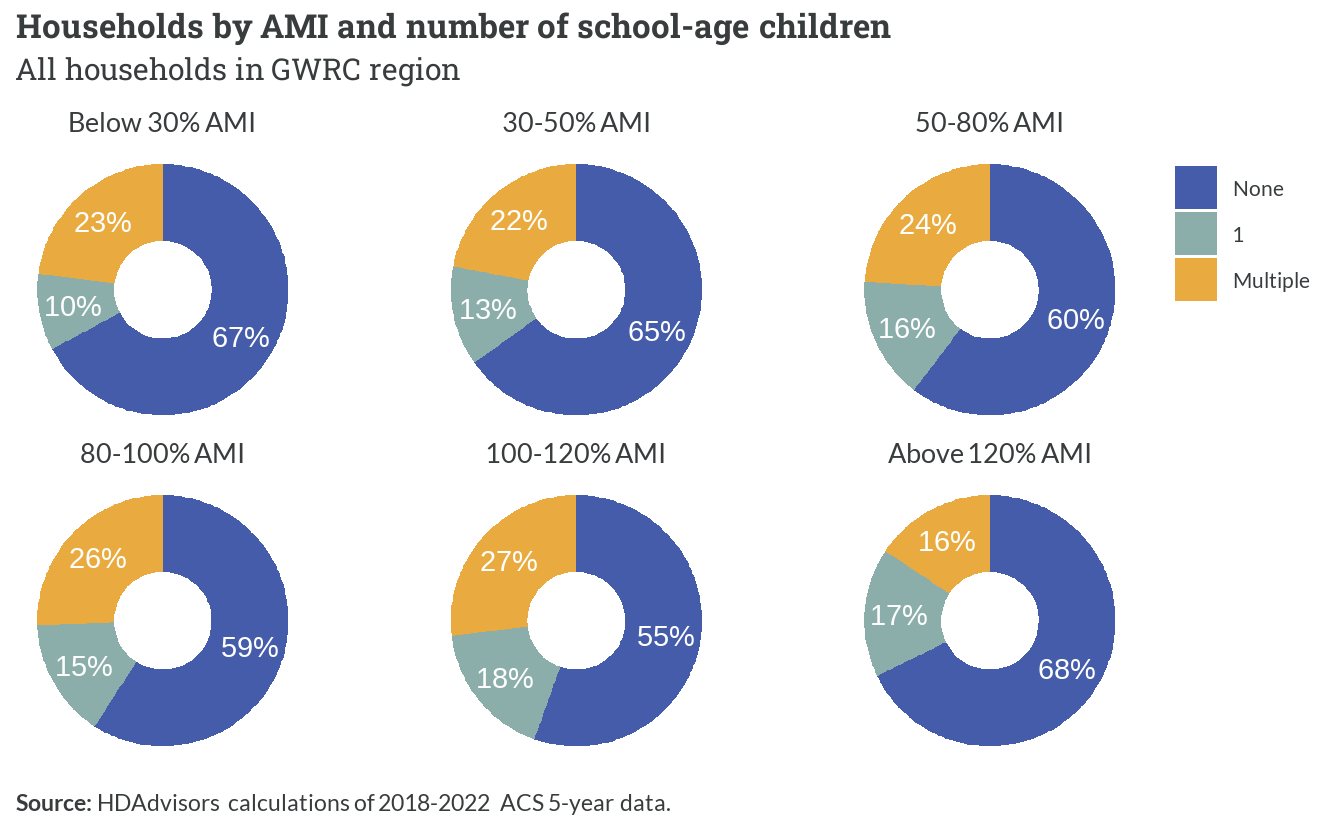 Households by AMI and number of school-age children
All households in GWRC region
Below 30% AMI
30-50% AMI
50-80% AMI
23%
10%
67%
22%
13%
65%
24%
16%
60%
None
1
Multiple
80-100% AMI
100-120% AMI
Above 120% AMI
26%
15%
59%
27%
18%
55%
16%
17%
68%
Source: HDAdvisors calculations of 2018-2022 ACS 5-year data.